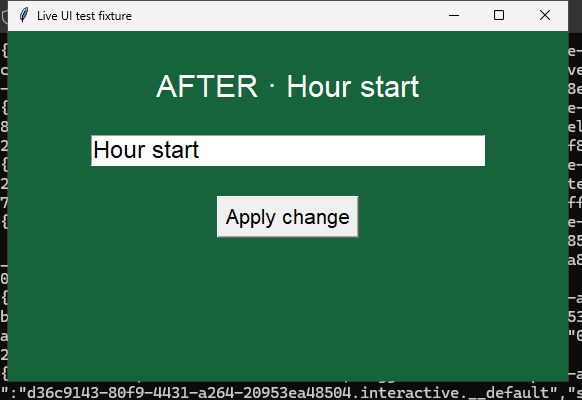 Live UI test fixture
AFTER · Hour start
Hour start
Apply change
":"d36c9143-80f9-4431-a264-20953ea48504.interactive.__default","s